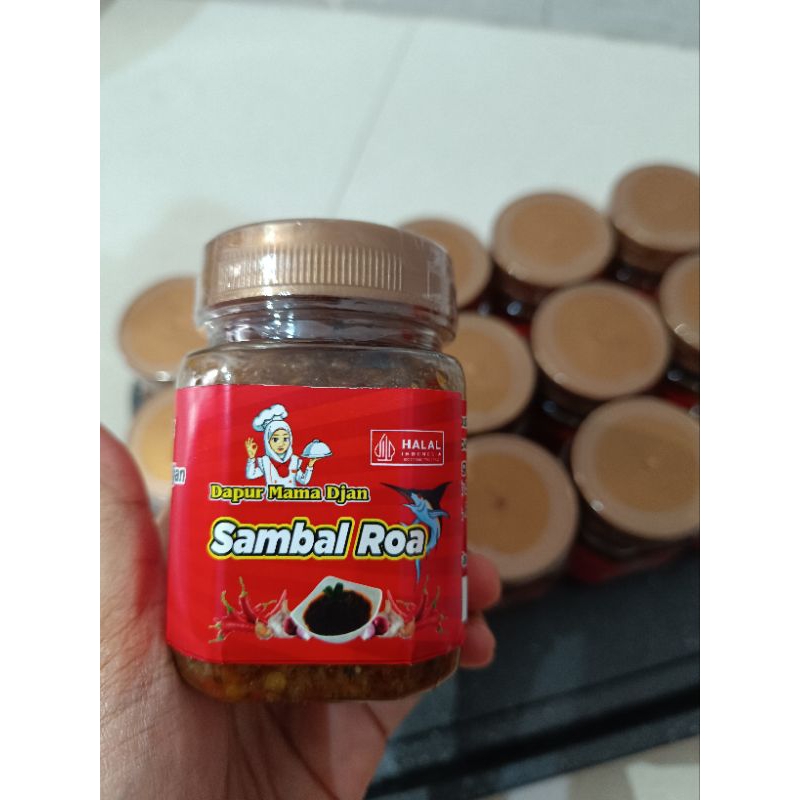 HALAL
INDONESIA
Dapur Mama Djan
Sambal Roa